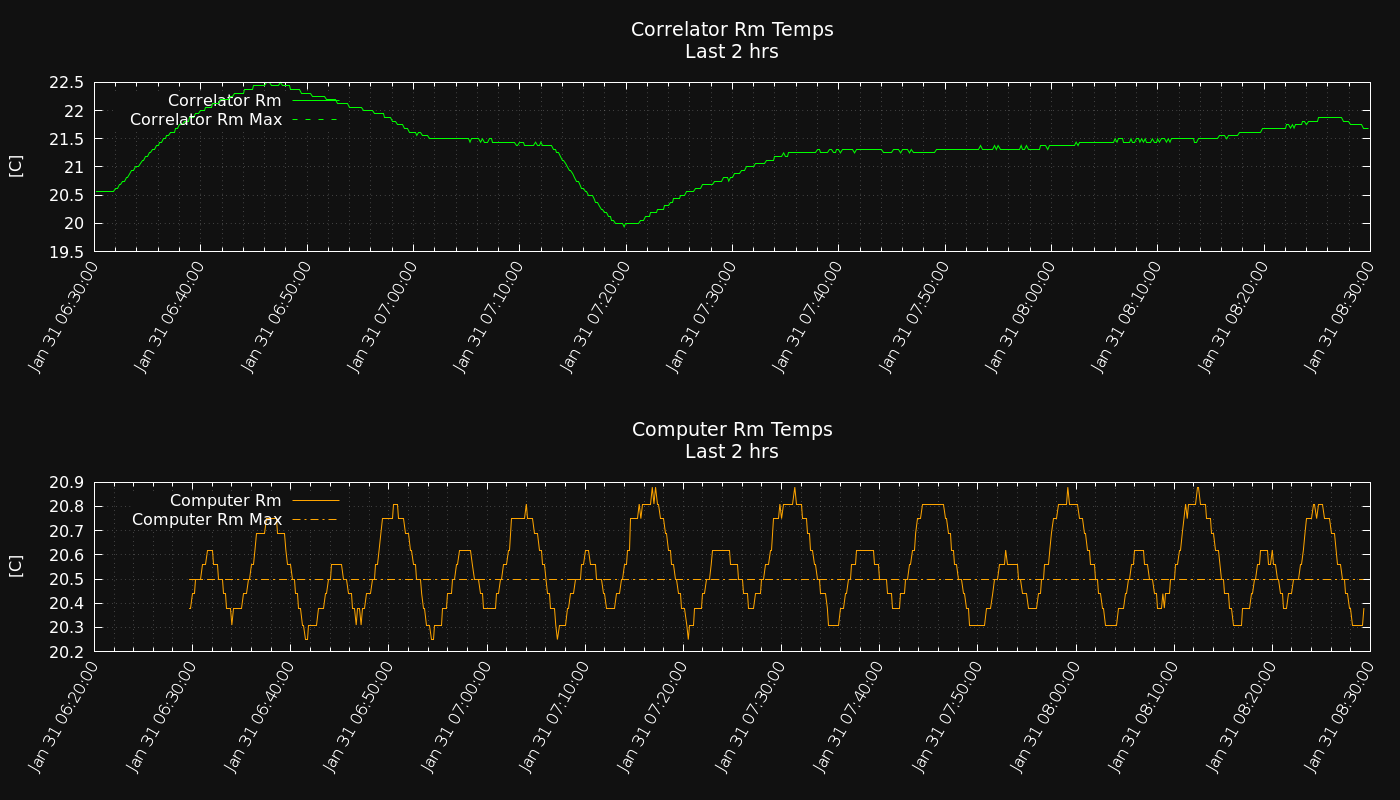 Correlator Rm Temps
Last 2 hrs
22.5
22
21.5
21
20.5
20
19.5
[C]
Correlator Rm
Correlator Rm Max
Jan 31 06:30:00
Jan 31 06:40:00
Jan 31 06:50:00
Jan 31 07:00:00
Jan 31 07:10:00
Jan 31 07:20:00
Jan 31 07:30:00
Jan 31 07:40:00
Jan 31 07:50:00
Jan 31 08:00:00
Jan 31 08:10:00
Jan 31 08:20:00
Jan 31 08:30:00
Computer Rm Temps
Last 2 hrs
20.9
20.8
20.7
20.6
20.5
20.4
20.3
20.2
[C]
Computer Rm
Computer Rm Max
Jan 31 06:20:00
Jan 31 06:30:00
Jan 31 06:40:00
Jan 31 06:50:00
Jan 31 07:00:00
Jan 31 07:10:00
Jan 31 07:20:00
Jan 31 07:30:00
Jan 31 07:40:00
Jan 31 07:50:00
Jan 31 08:00:00
Jan 31 08:10:00
Jan 31 08:20:00
Jan 31 08:30:00